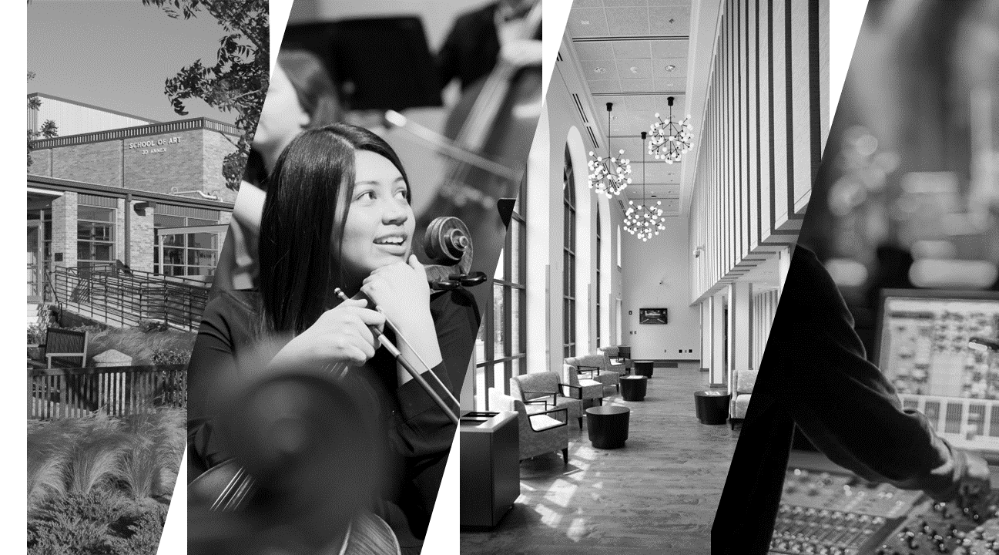 SCHOOL OF ART
3D ANNEX